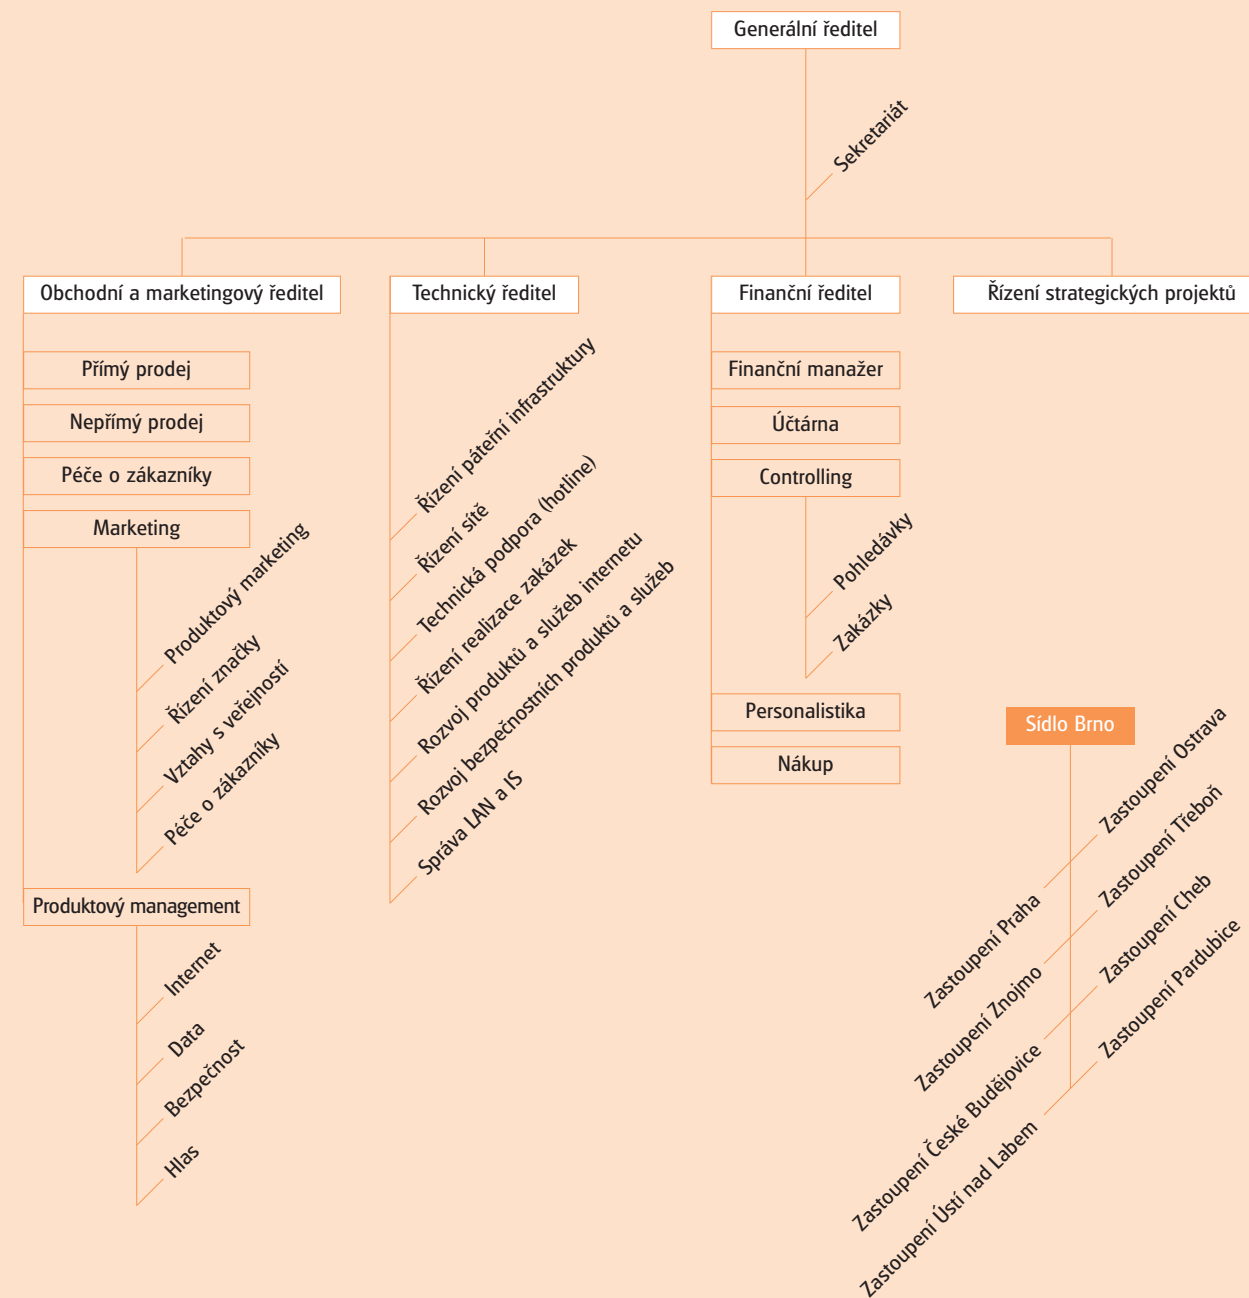 Generální ředitel
Sekretariát
Obchodní a marketingový ředitel
Technický ředitel
Finanční ředitel
Řízení strategických projektů
Přímý prodej
Nepřímý prodej
Péče o zákazníky
Marketing
Produktový marketing
Řízení značky
Vztahy s veřejností
Péče o zákazníky
Produktový management
Internet
Data
Bezpečnost
Hlas
Řízení páteřní infrastruktury
Řízení sítě
Technická podpora (hotline)
Řízení realizace zakázek
Rozvoj produktů a služeb internetu
Rozvoj bezpečnostních produktů a služeb
Správa LAN a IS
Finanční manažer
Účtárna
Controlling
Pohledávky
Zakázky
Personalistika
Nákup
Sídlo Brno
Zastoupení Ostrava
Zastoupení Praha
Zastoupení Třeboň
Zastoupení Znojmo
Zastoupení Cheb
Zastoupení České Budějovice
Zastoupení Pardubice
Zastoupení Ústí nad Labem